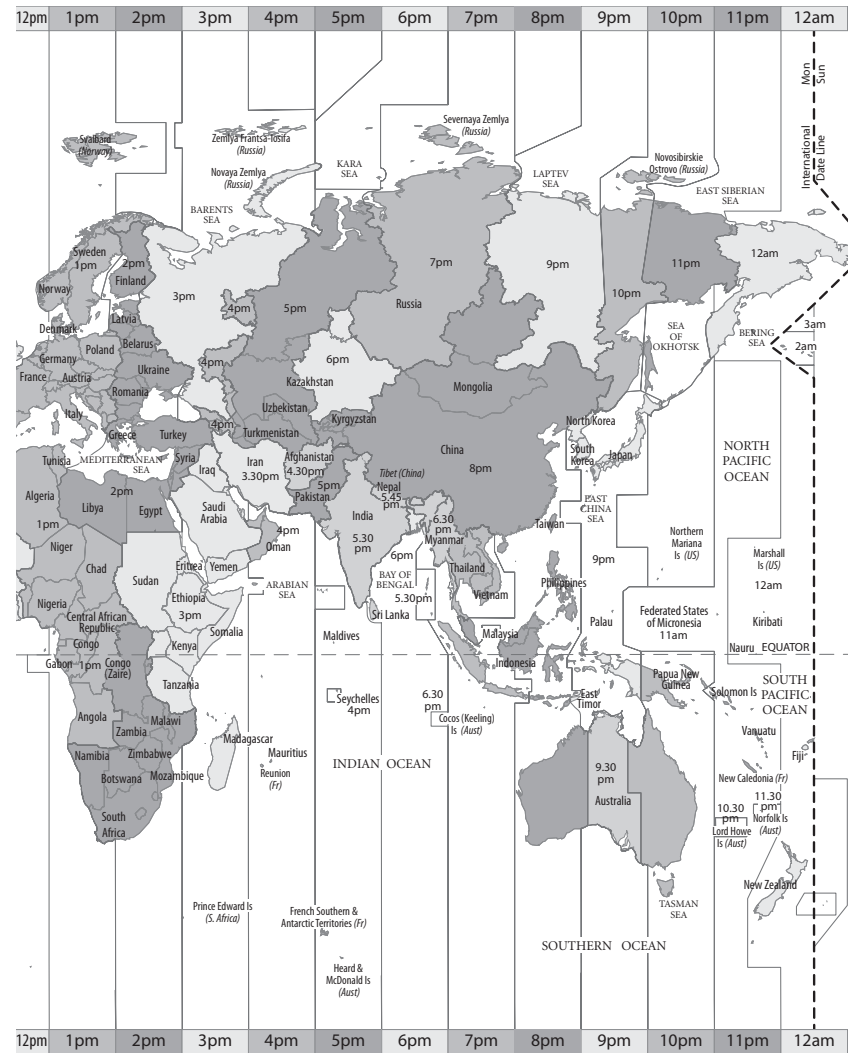 12pm 1pm 2pm 3pm 4pm 5pm 6pm 7pm 8pm 9pm 10pm 11pm 12am
Mon
Sun
International
Date Line
Svalbard
(Norway)
Zemlya Frantsa-Iosifa
(Russia)
Severnaya Zemlya
(Russia)
Novaya Zemlya
(Russia)
KARA
SEA
LAPTEV
SEA
Novosibirskie
Ostrovo (Russia)
EAST SIBERIAN
SEA
BARENTS
SEA
Sweden
1pm
2pm
Finland
Norway
3pm
4pm
5pm
7pm
Russia
9pm
10pm
11pm
12am
Denmark
Latvia
Germany
Poland
Belarus
France
Austria
Ukraine
Romania
Italy
Greece
Turkey
4pm
4pm
6pm
Kazakhstan
Uzbekistan
Turkmenistan
Kyrgyzstan
Mongolia
SEA
OF
OKHOTSK
BERING
SEA
3am
2am
Tunisia
MEDITERRANEAN
SEA
Syria
Iraq
Iran
3.30pm
Afghanistan
4.30pm
5pm
Pakistan
Tibet (China)
Nepal
5.45
pm
China
8pm
North Korea
South
Korea
Japan
NORTH
PACIFIC
OCEAN
Algeria
1pm
2pm
Libya
Egypt
Saudi
Arabia
4pm
Oman
India
5.30
pm
6.30
pm
Myanmar
Taiwan
EAST
CHINA
SEA
Northern
Mariana
Is (US)
Marshall
Is (US)
12am
Niger
Chad
Sudan
Eritrea
Yemen
ARABIAN
SEA
6pm
BAY OF
BENGAL
5.30pm
Thailand
Vietnam
Philippines
9pm
Nigeria
Ethiopia
3pm
Somalia
Sri Lanka
Maldives
Malaysia
Palau
Federated States
of Micronesia
11am
Kiribati
Central African
Republic
Congo
Kenya
Gabon
1pm
Congo
(Zaire)
Indonesia
Nauru
EQUATOR
Tanzania
Seychelles
4pm
6.30
pm
Cocos (Keeling)
Is (Aust)
East
Timor
Papua New
Guinea
Solomon Is
SOUTH
PACIFIC
OCEAN
Angola
Zambia
Malawi
Madagascar
Mauritius
Reunion
(Fr)
INDIAN OCEAN
Vanuatu
Fiji
New Caledonia (Fr)
Namibia
Zimbabwe
Botswana
Mozambique
South
Africa
9.30
pm
Australia
10.30
pm
Lord Howe
Is (Aust)
11.30
pm
Norfolk Is
(Aust)
New Zealand
TASMAN
SEA
Prince Edward Is
(S. Africa)
French Southern &
Antarctic Territories (Fr)
SOUTHERN OCEAN
Heard &
McDonald Is
(Aust)
12pm 1pm 2pm 3pm 4pm 5pm 6pm 7pm 8pm 9pm 10pm 11pm 12am